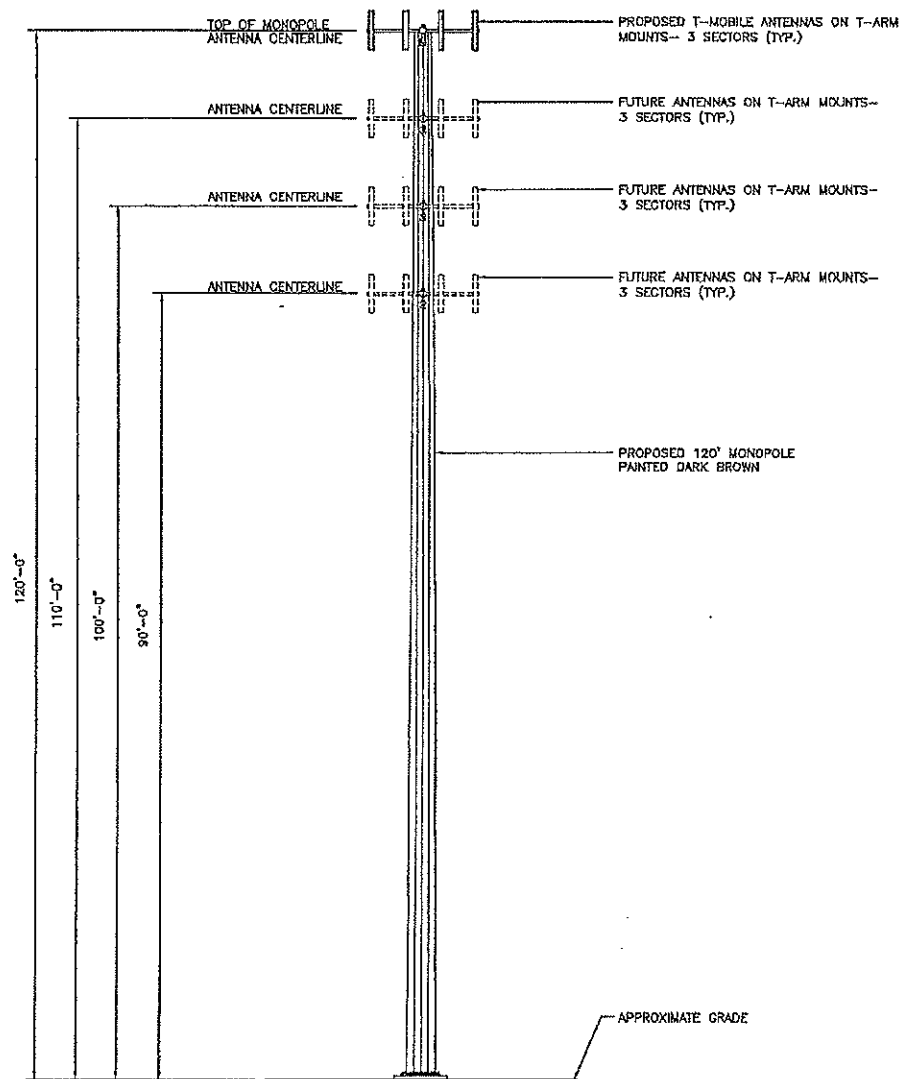 TOP OF MONOPOLE
ANTENNA CENTERLINE
PROPOSED T-MOBILE ANTENNAS ON T-ARM
MOUNTS- 3 SECTORS (TYP.)
ANTENNA CENTERLINE
FUTURE ANTENNAS ON T-ARM MOUNTS-
3 SECTORS (TYP.)
ANTENNA CENTERLINE
FUTURE ANTENNAS ON T-ARM MOUNTS-
3 SECTORS (TYP.)
ANTENNA CENTERLINE
FUTURE ANTENNAS ON T-ARM MOUNTS-
3 SECTORS (TYP.)
PROPOSED 120' MONOPOLE
PAINTED DARK BROWN
120'-0"
110'-0"
100'-0"
90'-0"
APPROXIMATE GRADE